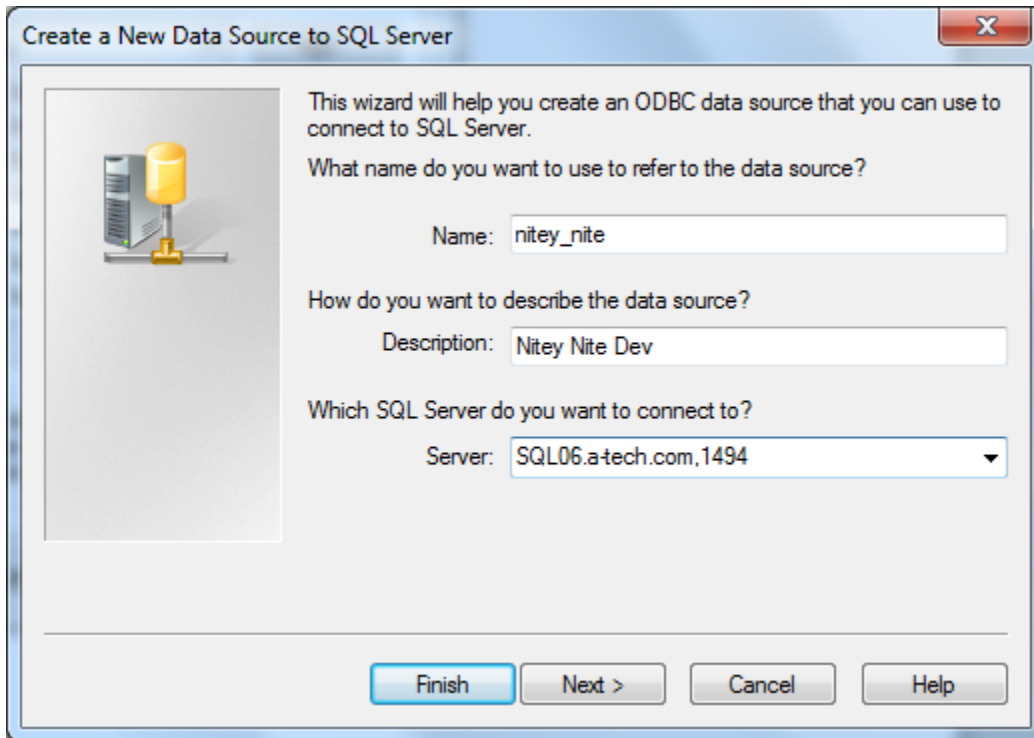 Create a New Data Source to SQL Server
X
This wizard will help you create an ODBC data source that you can use to
connect to SQL Server.
What name do you want to use to refer to the data source?
Name: nitey_nite
How do you want to describe the data source?
Description: Nitey Nite Dev
Which SQL Server do you want to connect to?
Server: SQL06.a-tech.com,1494
Finish Next > Cancel Help